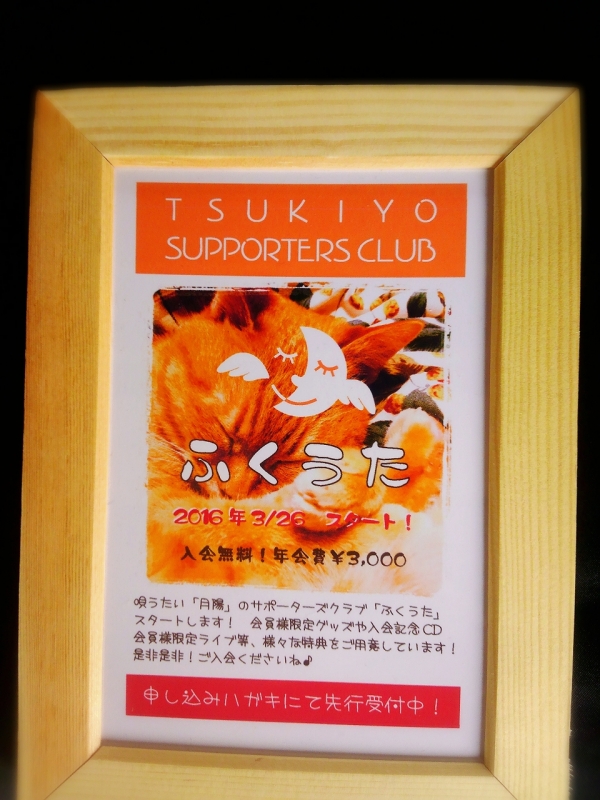 TSUKIYO
SUPPORTERS CLUB
ふくうた
2016年3/26 スタート！
入会無料！年会費¥3,000
唄うたい「月陽」のサポーターズクラブ「ふくうた」
スタートします！ 会員様限定グッズや入会記念CD
会員様限定ライブ等、様々な特典をご用意しています！
是非是非！ご入会くださいね♪
申し込みハガキにて先行受付中！